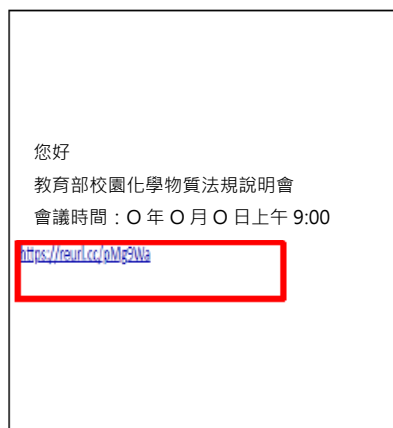 您好
教育部校園化學物質法規說明會
會議時間：O 年 O 月 O 日上午 9:00
https://reurl.cc/pMg9Wa